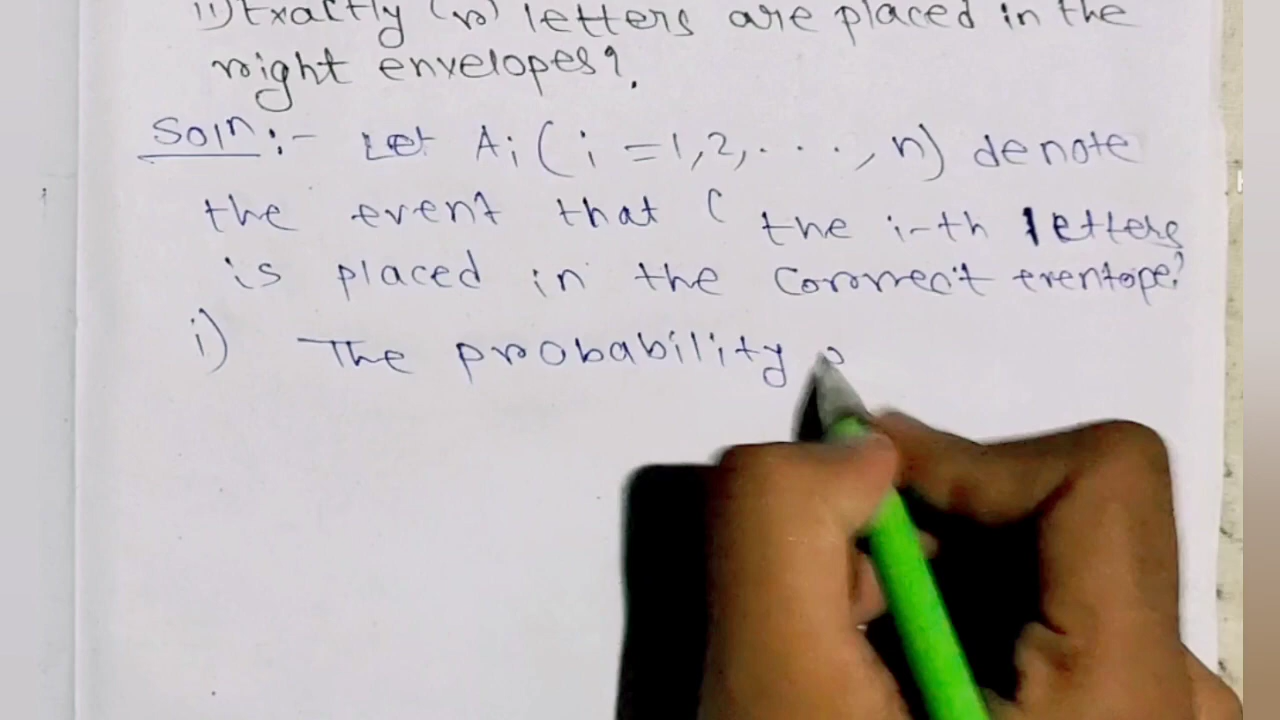 ii) Exactly (r) letters are placed in the
right envelopes?.
Soln:- Let Ai (i = 1, 2, . . . , n) denote
the event that ( the i-th letters
is placed in the correct
i) The probability o